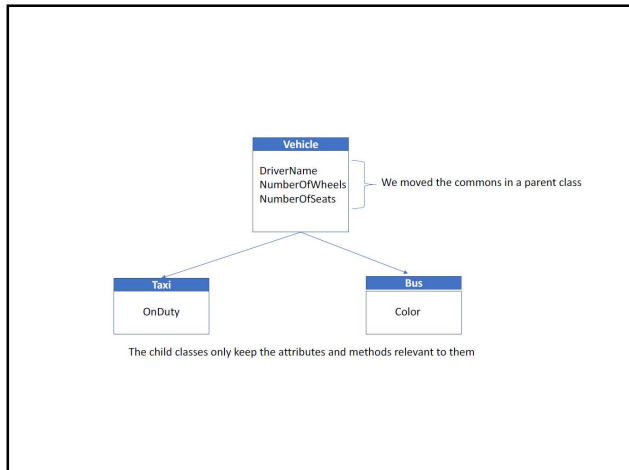 Vehicle
DriverName
NumberOfWheels
NumberOfSeats
We moved the commons in a parent class
Taxi
OnDuty
Bus
Color
The child classes only keep the attributes and methods relevant to them